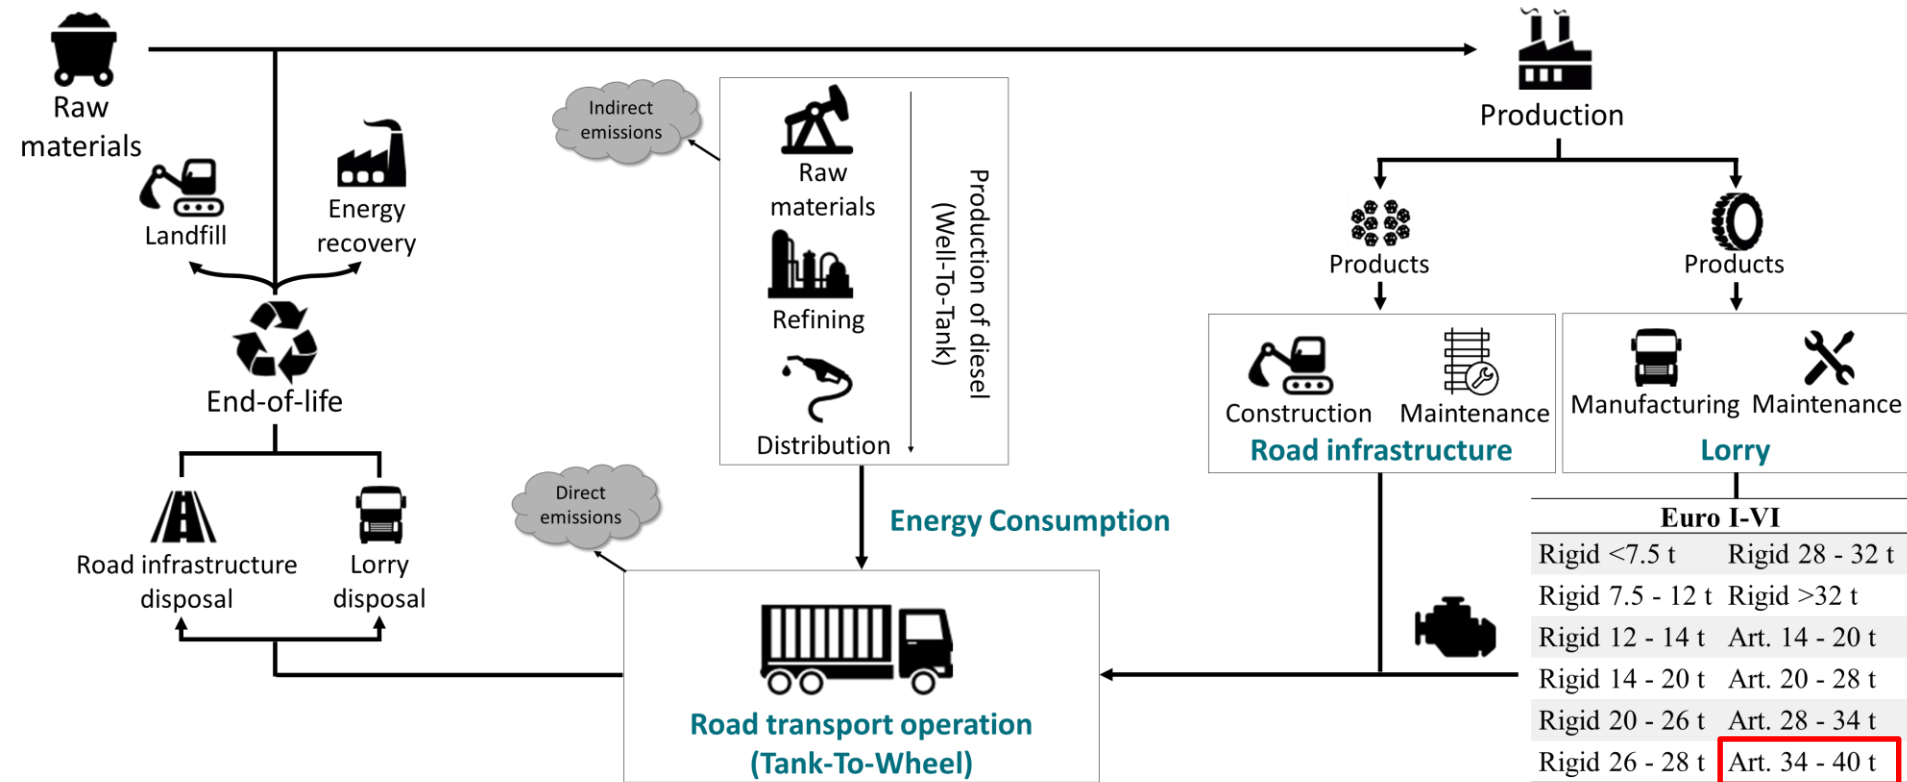 Raw
materials
Landfill
Energy
recovery
End-of-life
Road infrastructure
disposal
Lorry
disposal
Indirect
emissions
Raw
materials
Refining
Distribution
Production of diesel
(Well-To-Tank)
Direct
emissions
Energy Consumption
Road transport operation
(Tank-To-Wheel)
Production
Products
Products
Construction
Maintenance
Road infrastructure
Manufacturing
Maintenance
Lorry
Euro I-VI
Rigid <7.5 t Rigid 28 - 32 t
Rigid 7.5 - 12 t Rigid >32 t
Rigid 12 - 14 t Art. 14 - 20 t
Rigid 14 - 20 t Art. 20 - 28 t
Rigid 20 - 26 t Art. 28 - 34 t
Rigid 26 - 28 t Art. 34 - 40 t